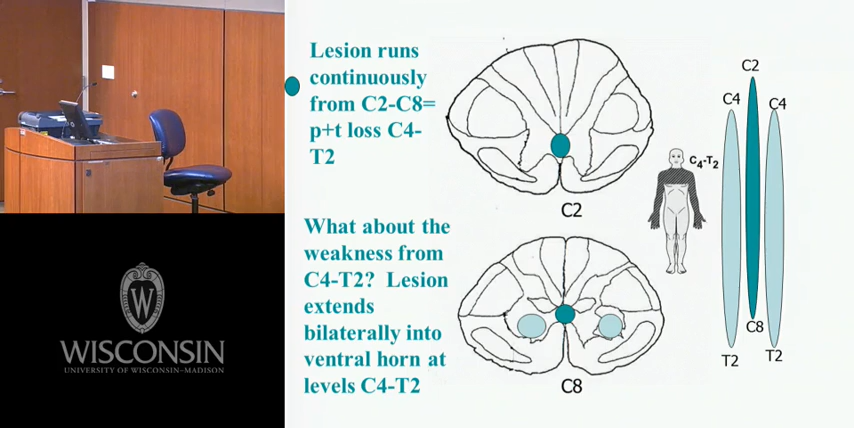 Lesion runs
continuously
from C2-C8=
p+t loss C4-
T2
What about the
weakness from
C4-T2? Lesion
extends
bilaterally into
ventral horn at
levels C4-T2
C2
C8
C4-T2
C2
C4
C4
C8
T2
T2
W
WISCONSIN
UNIVERSITY OF WISCONSIN–MADISON